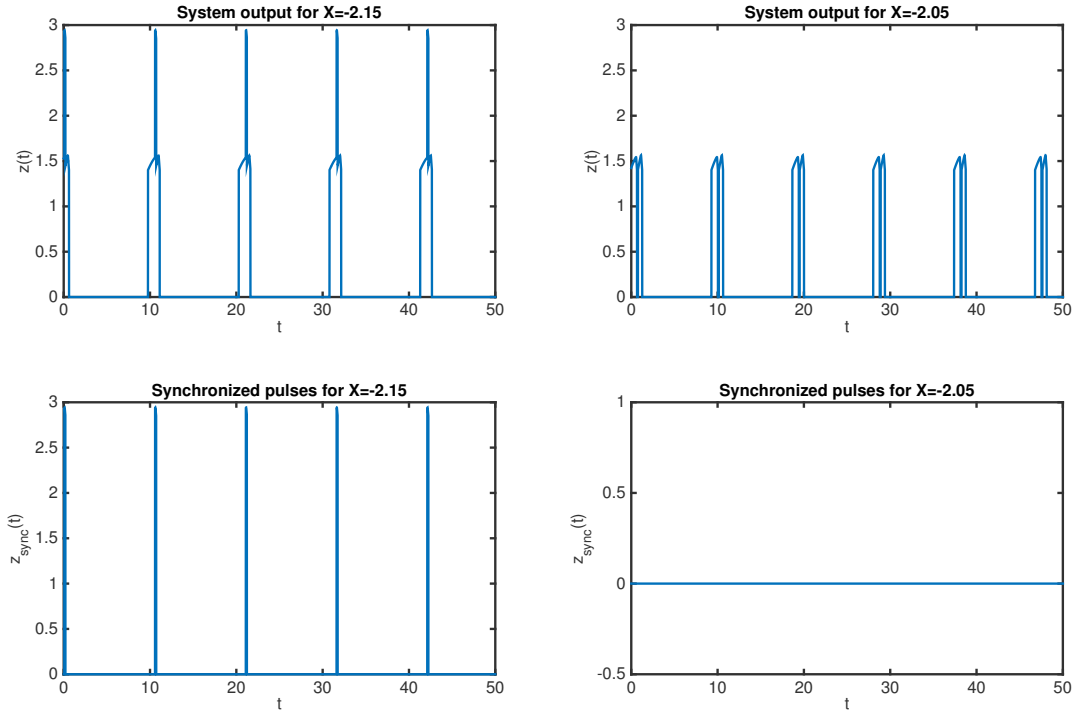 System output for X=-2.15
3
2.5
2
1.5
1
0.5
0
z(t)
0 10 20 30 40 50
t
System output for X=-2.05
3
2.5
2
1.5
1
0.5
0
z(t)
0 10 20 30 40 50
t
Synchronized pulses for X=-2.15
3
2.5
2
1.5
1
0.5
0
z_sync(t)
0 10 20 30 40 50
t
Synchronized pulses for X=-2.05
1
0.5
0
-0.5
z_sync(t)
0 10 20 30 40 50
t